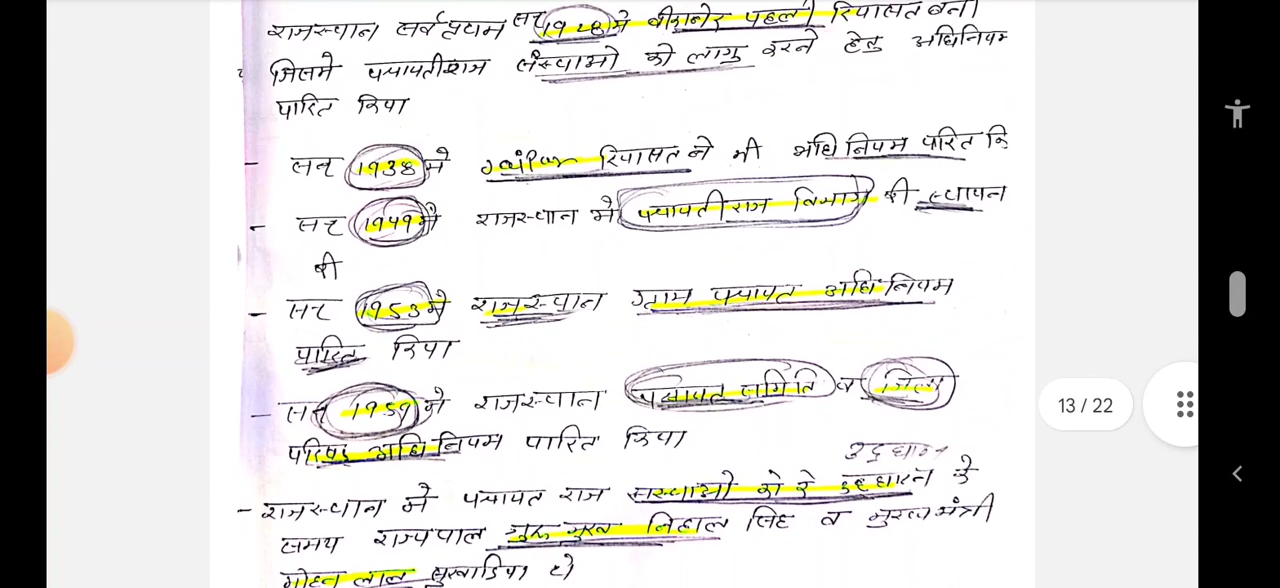 राजस्थान सर्वप्रथम सन् 1928 मे बीकानेर पहली रियासत बनी
जिसमे पंचायतीराज संस्थाओ को लागु करने हेतु अधिनियम
पारित किया
- सन् 1938 मे जयपुर रियासत ने भी अधिनियम पारित कि
- सन् 1949 मे राजस्थान मे पंचायतीराज विभाग की स्थापन
की
- सन् 1953 मे राजस्थान ग्राम पंचायत अधिनियम
पारित किया
- सन् 1959 मे राजस्थान पंचायत समिति व जिला
परिषद अधिनियम पारित किया
उद्घाटन
- राजस्थान मे पंचायत राज संस्थाओ के उद्घाटन के
समय राज्यपाल गुरु मुख निहाल सिंह व मुख्यमंत्री
मोहन लाल सुखाडिया थे
13 / 22